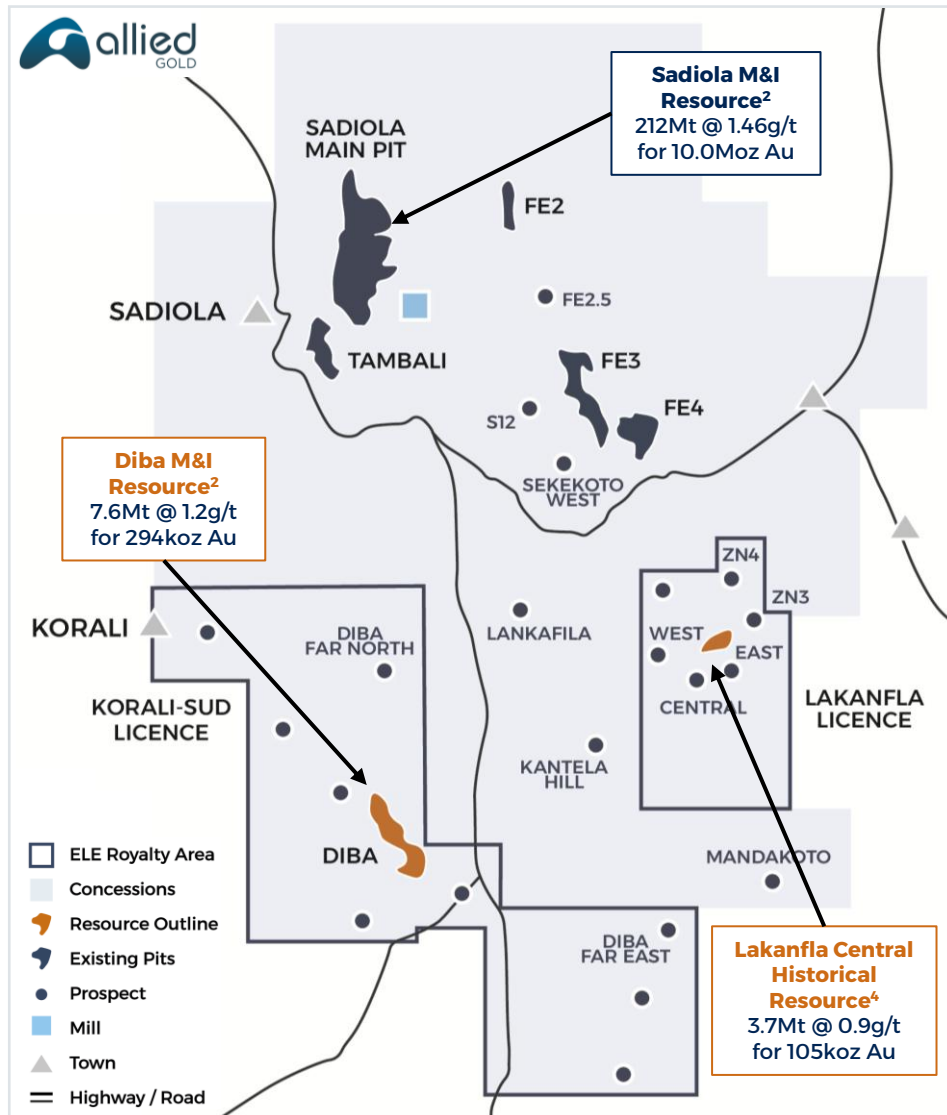 allied
GOLD
Sadiola M&I
Resource²
212Mt @ 1.46g/t
for 10.0Moz Au
SADIOLA
MAIN PIT
FE2
FE2.5
SADIOLA
TAMBALI
FE3
FE4
S12
SEKEKOTO
WEST
Diba M&I
Resource²
7.6Mt @ 1.2g/t
for 294koz Au
ZN4
ZN3
KORALI
DIBA
FAR NORTH
LANKAFILA
WEST
EAST
CENTRAL
KORALI-SUD
LICENCE
LAKANFLA
LICENCE
KANTELA
HILL
DIBA
MANDAKOTO
DIBA
FAR EAST
Lakanfla Central
Historical
Resource⁴
3.7Mt @ 0.9g/t
for 105koz Au
ELE Royalty Area
Concessions
Resource Outline
Existing Pits
Prospect
Mill
Town
Highway / Road